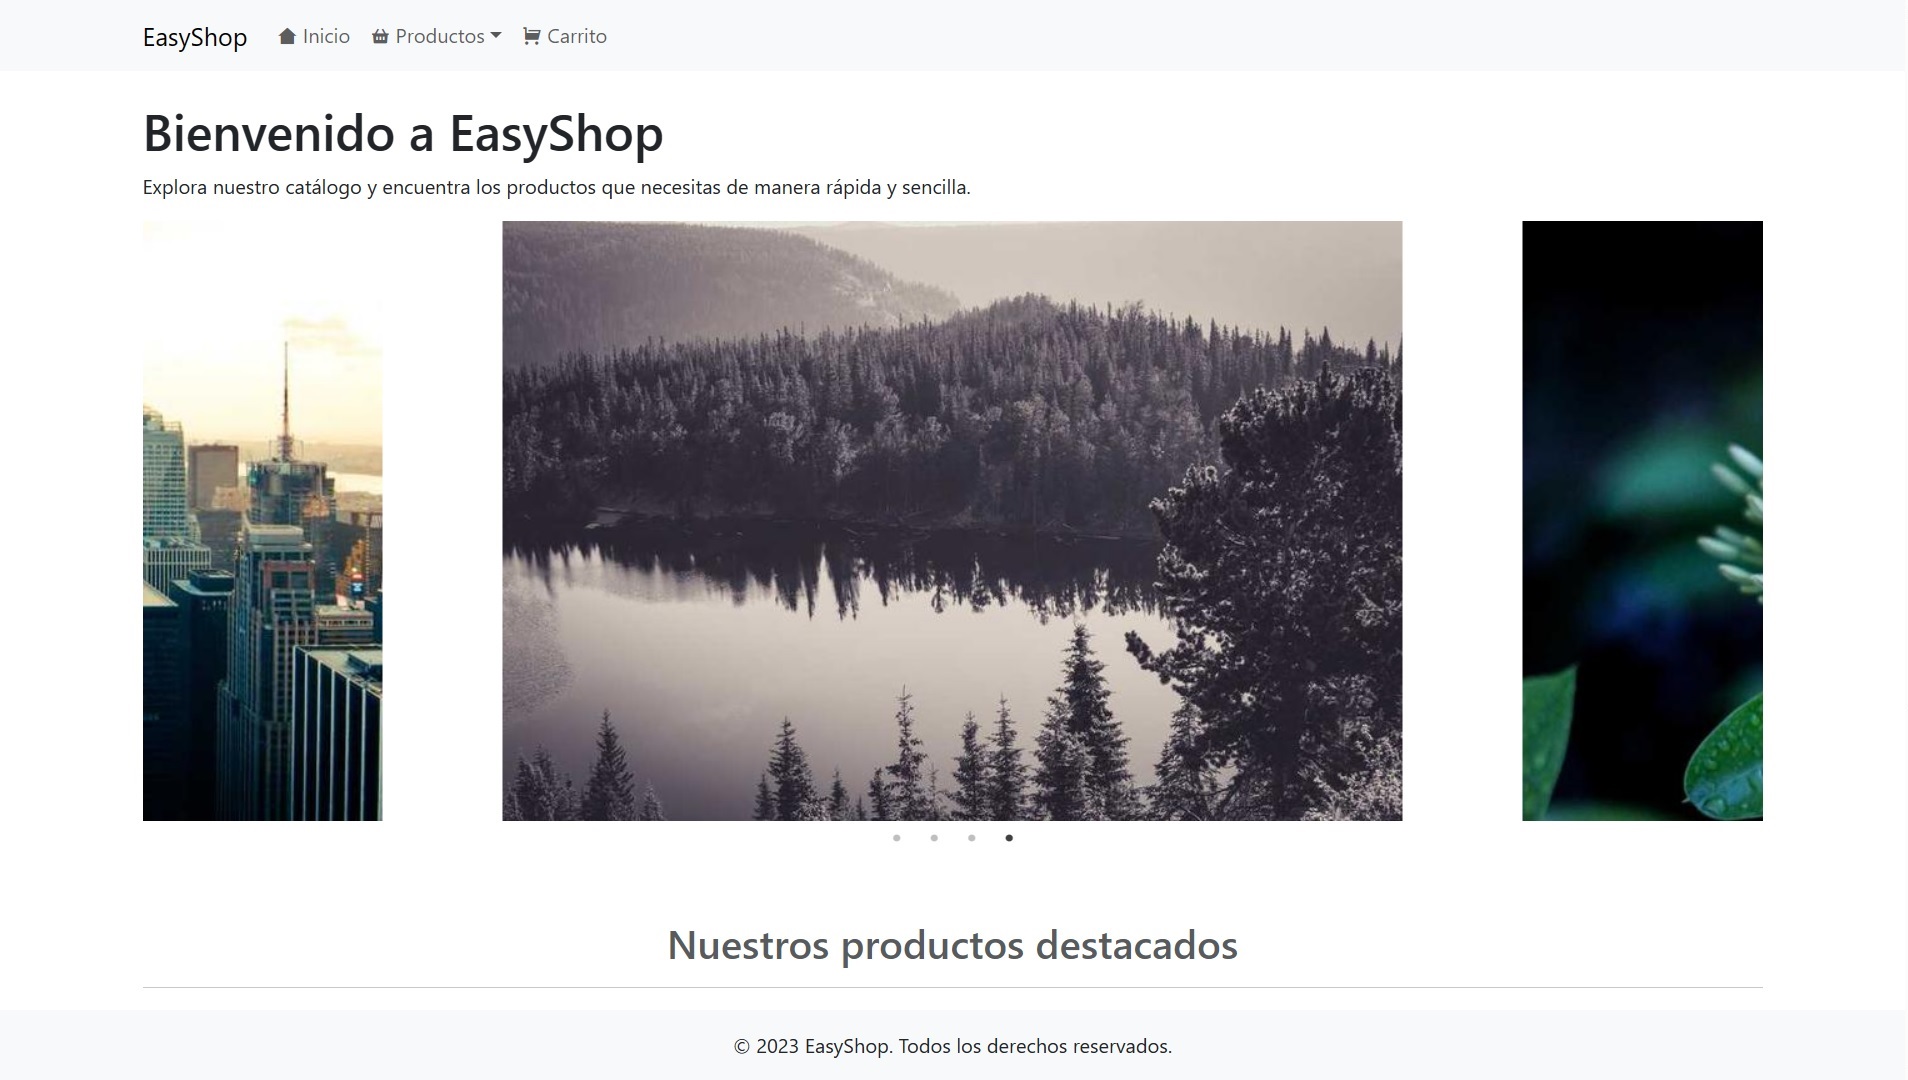 EasyShop Inicio Productos Carrito
Bienvenido a EasyShop
Explora nuestro catálogo y encuentra los productos que necesitas de manera rápida y sencilla.
Nuestros productos destacados
© 2023 EasyShop. Todos los derechos reservados.